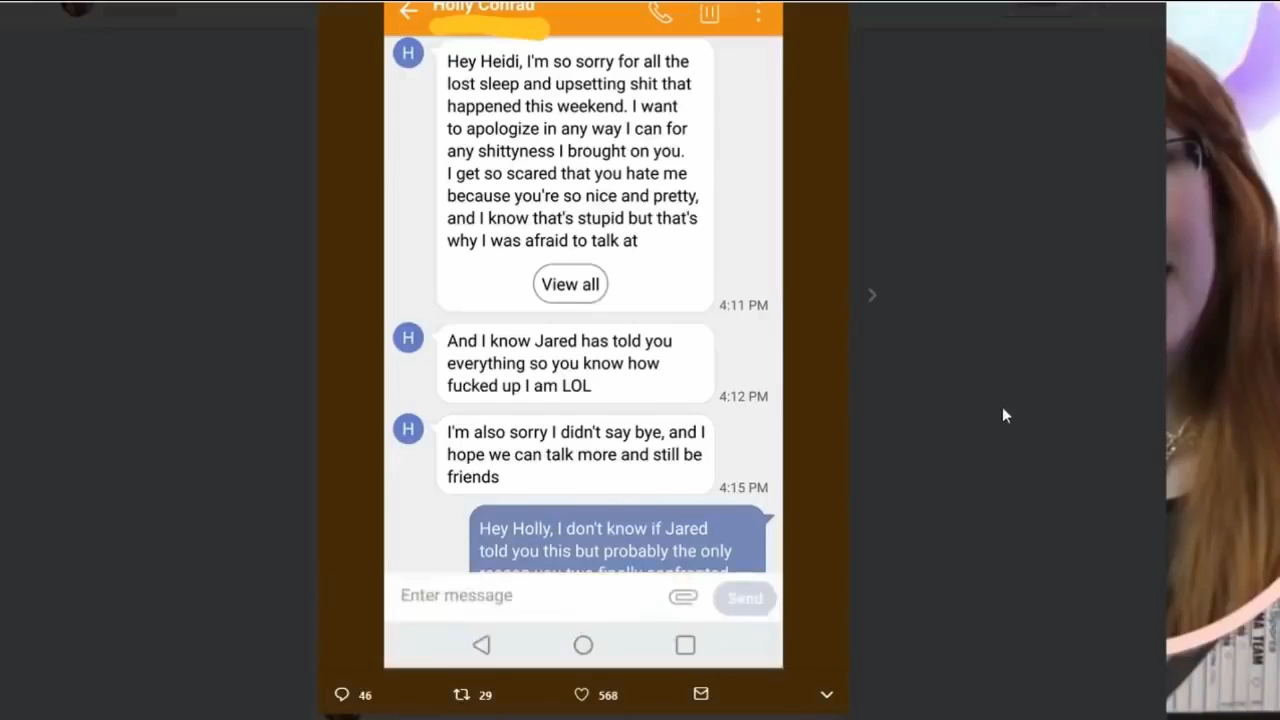 Holly Conrad
H
Hey Heidi, I'm so sorry for all the
lost sleep and upsetting shit that
happened this weekend. I want
to apologize in any way I can for
any shittyness I brought on you.
I get so scared that you hate me
because you're so nice and pretty,
and I know that's stupid but that's
why I was afraid to talk at
View all
4:11 PM
H
And I know Jared has told you
everything so you know how
fucked up I am LOL
4:12 PM
H
I'm also sorry I didn't say bye, and I
hope we can talk more and still be
friends
4:15 PM
Hey Holly, I don't know if Jared
told you this but probably the only
reason you two finally confronted
Enter message
Send
46
29
568
TEAM